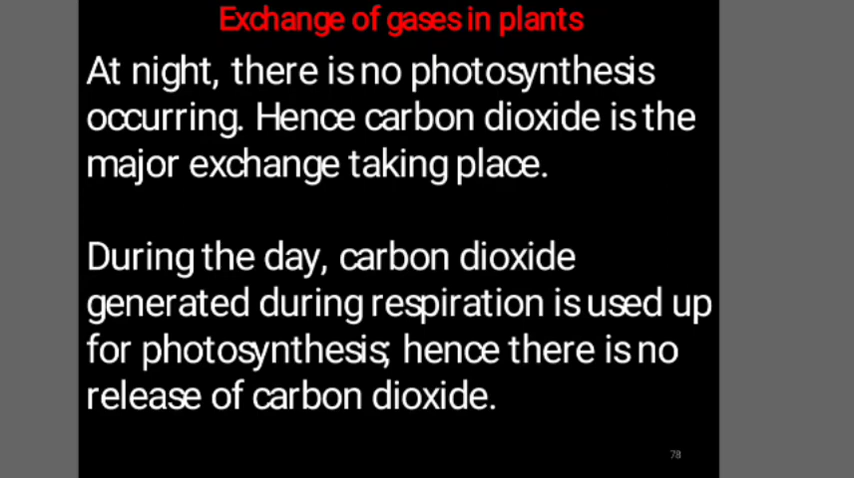 Exchange of gases in plants
At night, there is no photosynthesis
occurring. Hence carbon dioxide is the
major exchange taking place.
During the day, carbon dioxide
generated during respiration is used up
for photosynthesis; hence there is no
release of carbon dioxide.
78